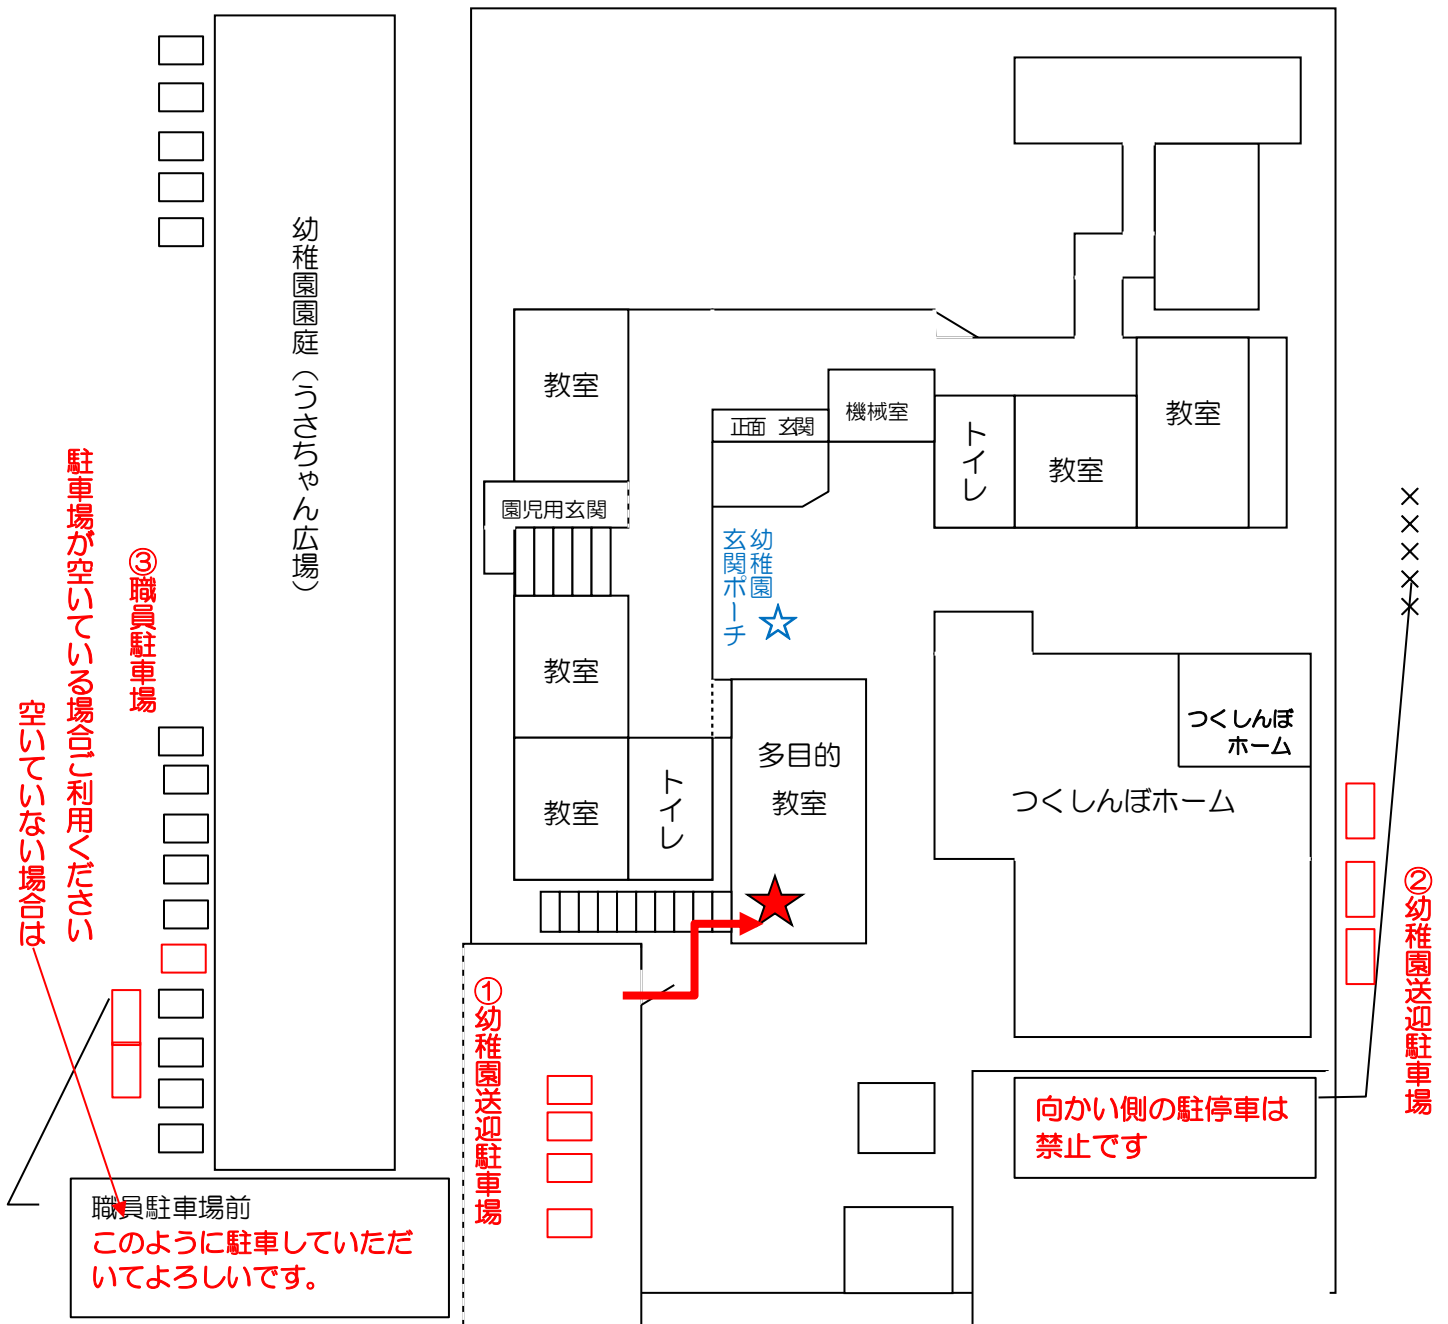 幼稚園園庭（うさちゃん広場）
駐車場が空いている場合ご利用ください
空いていない場合は
③職員駐車場
職員駐車場前
このように駐車していただ
いてよろしいです。
教室
園児用玄関
教室
教室
トイレ
正面 玄関
機械室
トイレ
教室
教室
幼稚園
玄関ポーチ
多目的
教室
つくしんぼ
ホーム
つくしんぼホーム
①幼稚園送迎駐車場
②幼稚園送迎駐車場
向かい側の駐停車は
禁止です
×
×
×
×
×